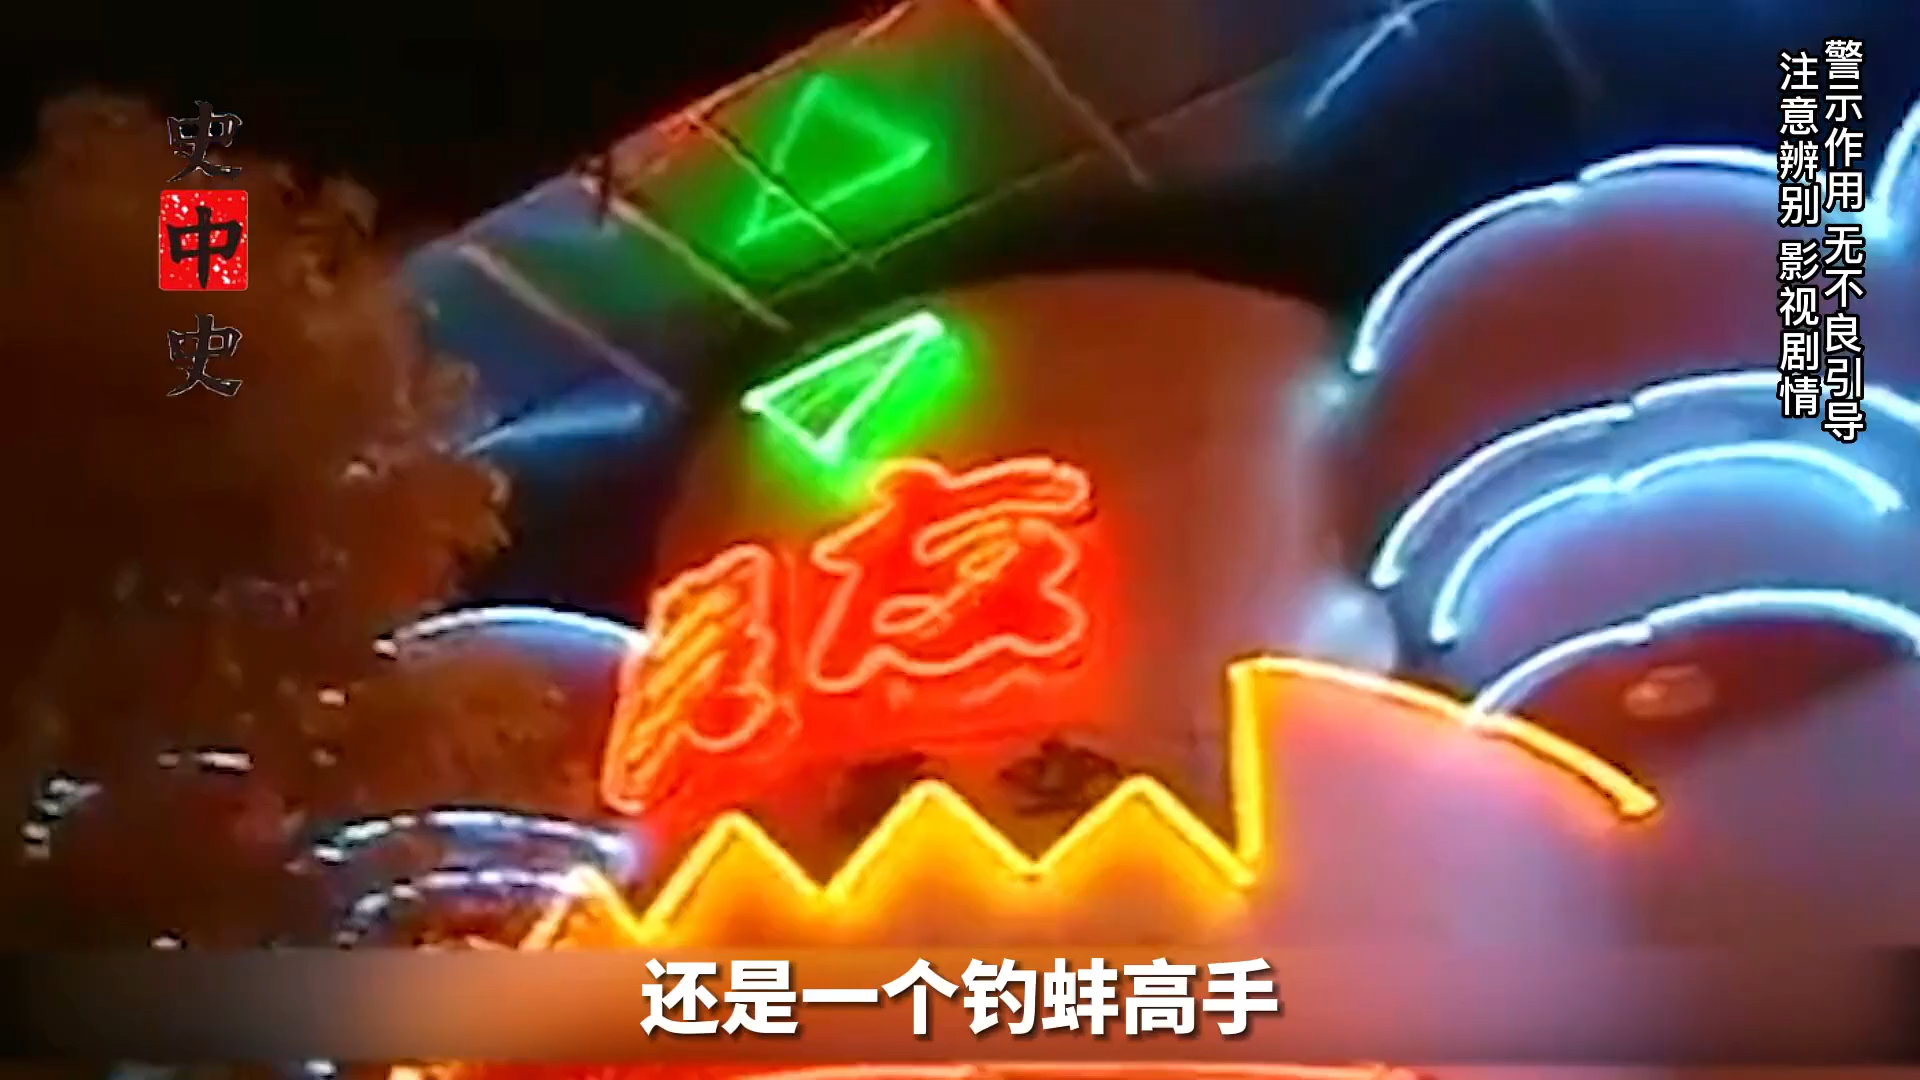 史中史
警示作用 无不良引导
注意辨别 影视剧情
还是一个钓蚌高手